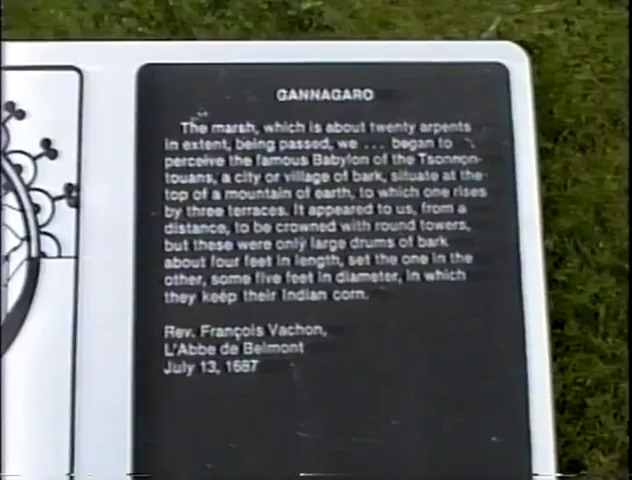 GANNAGARO
The marsh, which is about twenty arpents
in extent, being passed, we ... began to
perceive the famous Babylon of the Tsonnon-
touans, a city or village of bark, situate at the
top of a mountain of earth, to which one rises
by three terraces. It appeared to us, from a
distance, to be crowned with round towers,
but these were only large drums of bark
about four feet in length, set the one in the
other, some five feet in diameter, in which
they keep their Indian corn.
Rev. François Vachon,
L'Abbe de Belmont
July 13, 1687